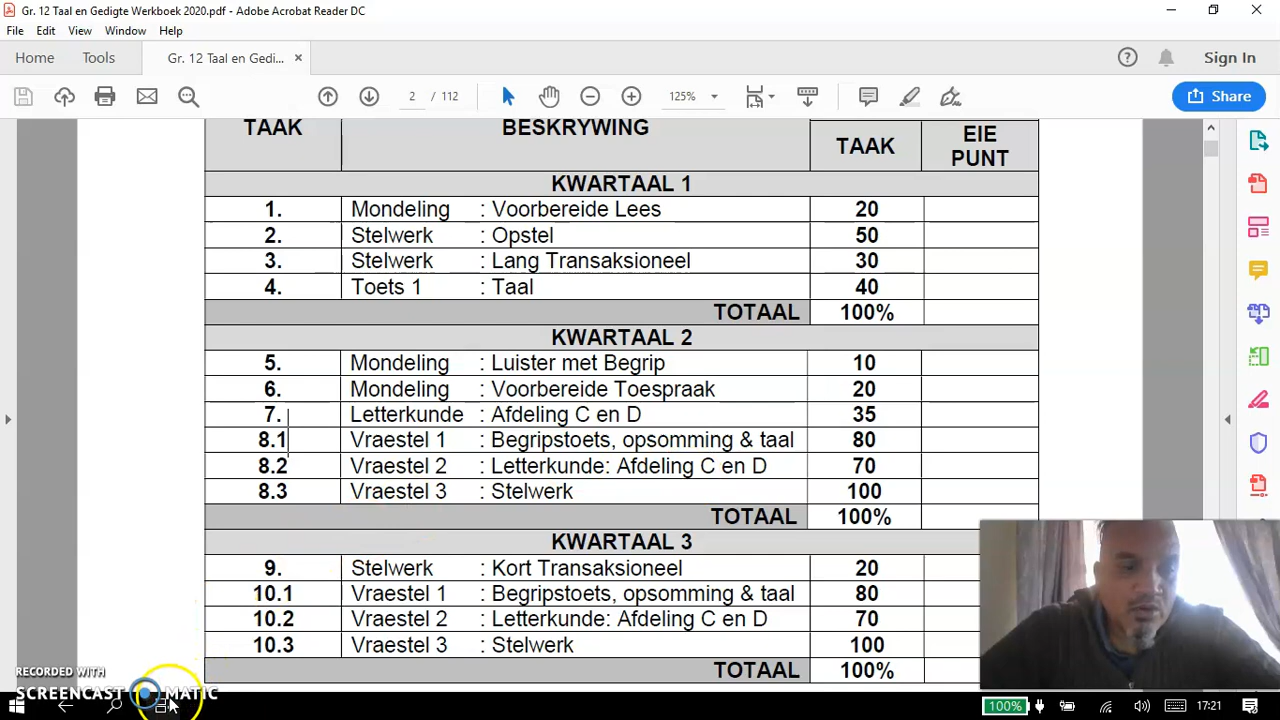 Gr. 12 Taal en Gedigte Werkboek 2020.pdf - Adobe Acrobat Reader DC
File Edit View Window Help
Home Tools Gr. 12 Taal en Gedi... × Sign In
2 / 112 125% Share
TAAK BESKRYWING TAAK EIE PUNT
KWARTAAL 1
1. Mondeling : Voorbereide Lees 20
2. Stelwerk : Opstel 50
3. Stelwerk : Lang Transaksioneel 30
4. Toets 1 : Taal 40
TOTAAL 100%
KWARTAAL 2
5. Mondeling : Luister met Begrip 10
6. Mondeling : Voorbereide Toespraak 20
7. Letterkunde : Afdeling C en D 35
8.1 Vraestel 1 : Begripstoets, opsomming & taal 80
8.2 Vraestel 2 : Letterkunde: Afdeling C en D 70
8.3 Vraestel 3 : Stelwerk 100
TOTAAL 100%
KWARTAAL 3
9. Stelwerk : Kort Transaksioneel 20
10.1 Vraestel 1 : Begripstoets, opsomming & taal 80
10.2 Vraestel 2 : Letterkunde: Afdeling C en D 70
10.3 Vraestel 3 : Stelwerk 100
TOTAAL 100%
RECORDED WITH
SCREENCAST MATIC
100% 17:21